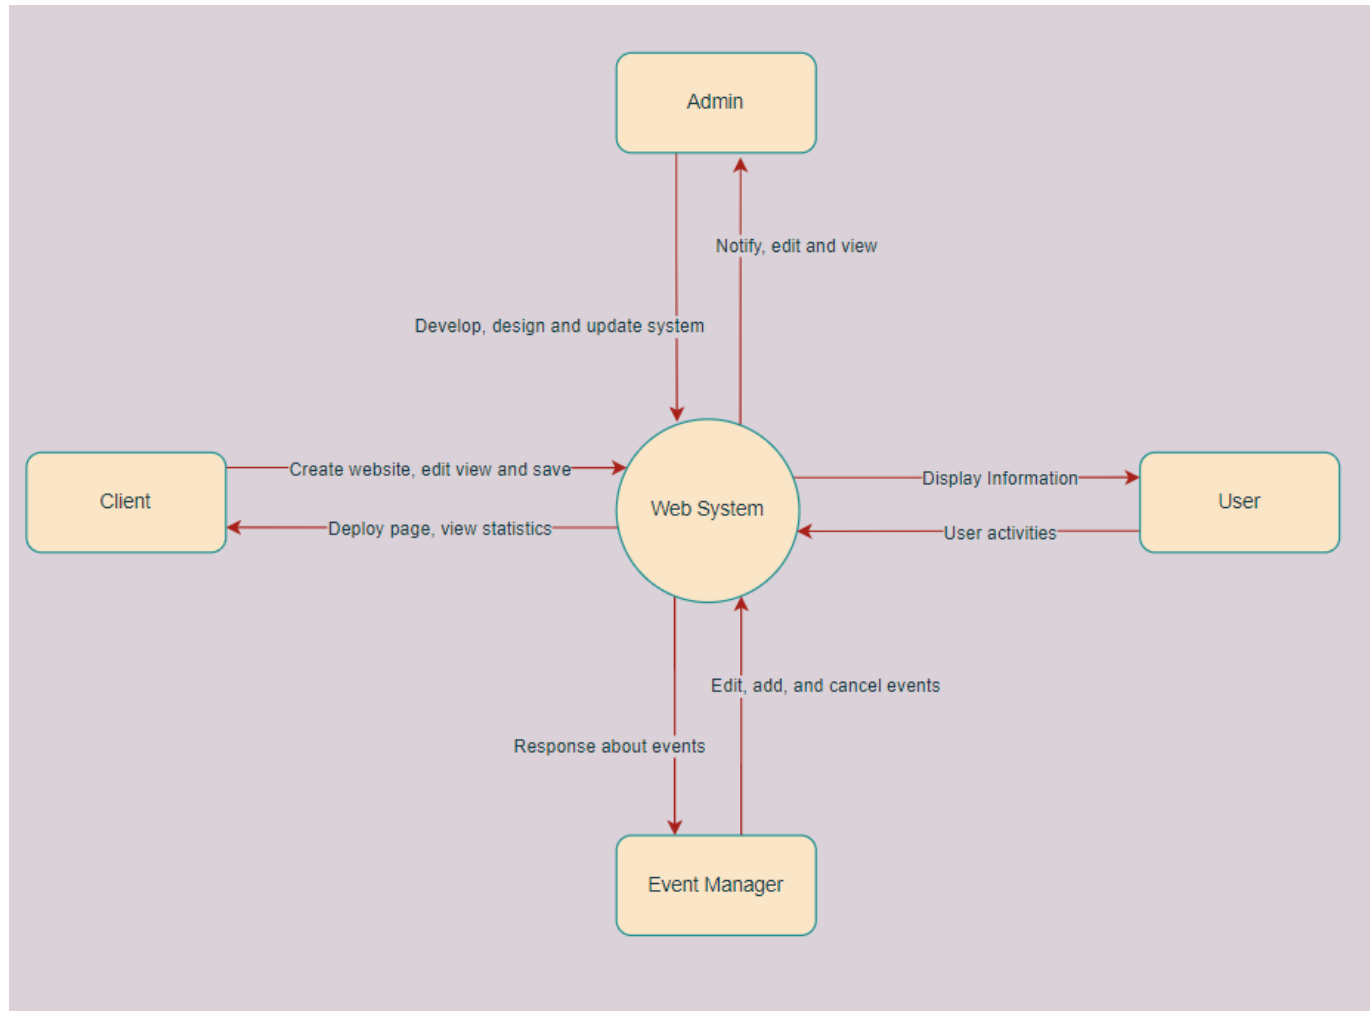 Admin
Notify, edit and view
Develop, design and update system
Create website, edit view and save
Client
Deploy page, view statistics
Web System
Display Information
User
User activities
Edit, add, and cancel events
Response about events
Event Manager